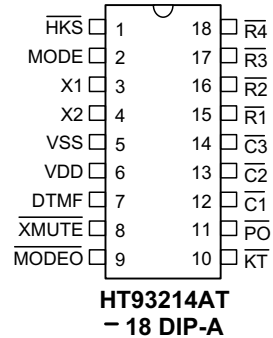 HKS 1 18 R4
MODE 2 17 R3
X1 3 16 R2
X2 4 15 R1
VSS 5 14 C3
VDD 6 13 C2
DTMF 7 12 C1
XMUTE 8 11 PO
MODEO 9 10 KT
HT93214AT
– 18 DIP-A